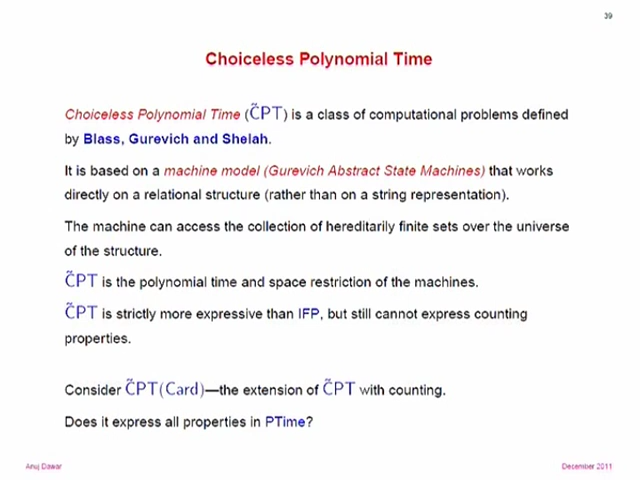 39
Choiceless Polynomial Time
Choiceless Polynomial Time (C̃PT) is a class of computational problems defined
by Blass, Gurevich and Shelah.
It is based on a machine model (Gurevich Abstract State Machines) that works
directly on a relational structure (rather than on a string representation).
The machine can access the collection of hereditarily finite sets over the universe
of the structure.
C̃PT is the polynomial time and space restriction of the machines.
C̃PT is strictly more expressive than IFP, but still cannot express counting
properties.
Consider C̃PT(Card)—the extension of C̃PT with counting.
Does it express all properties in PTime?
Anuj Dawar
December 2011